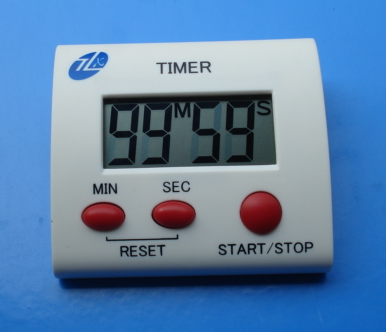 TIMER
99M59S
MIN SEC
RESET
START/STOP